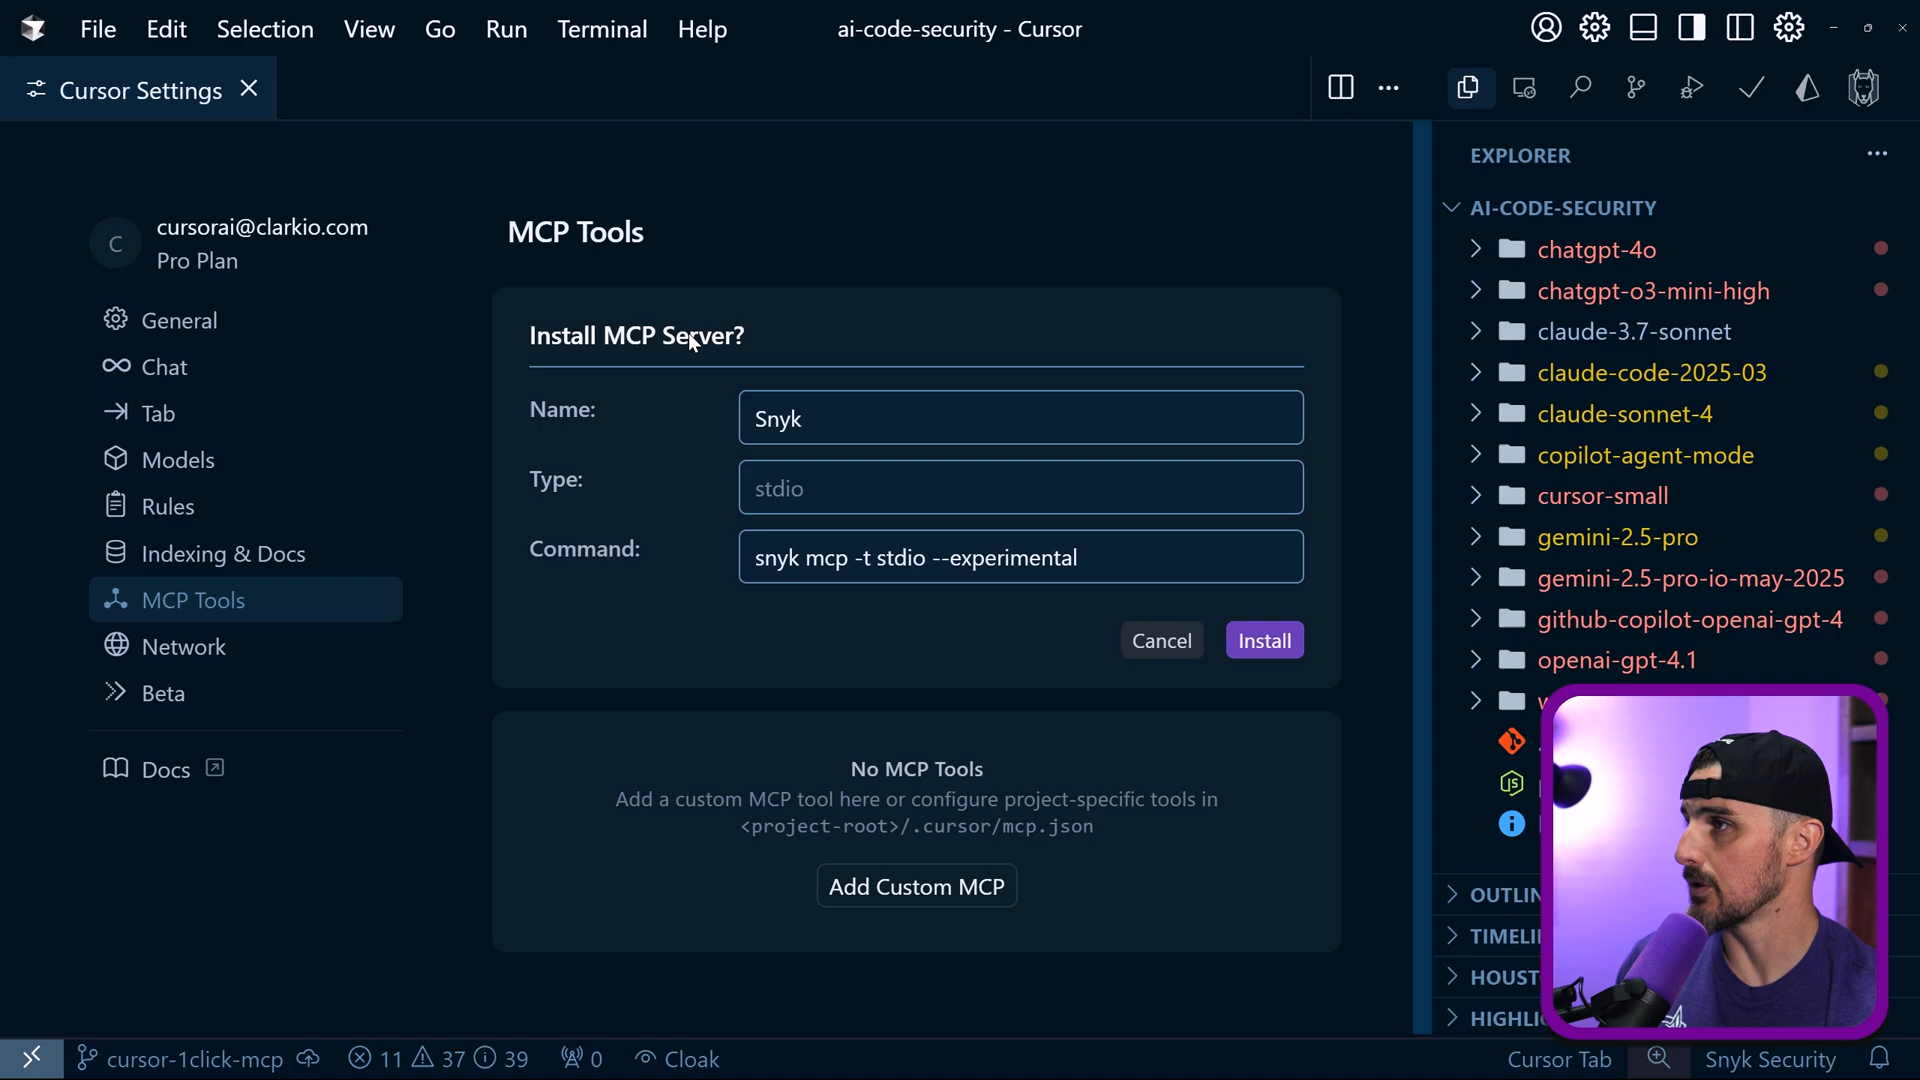 File Edit Selection View Go Run Terminal Help
ai-code-security - Cursor
Cursor Settings
C
cursorai@clarkio.com
Pro Plan
General
Chat
Tab
Models
Rules
Indexing & Docs
MCP Tools
Network
Beta
Docs
MCP Tools
Install MCP Server?
Name:
Snyk
Type:
stdio
Command:
snyk mcp -t stdio --experimental
Cancel
Install
No MCP Tools
Add a custom MCP tool here or configure project-specific tools in
<project-root>/.cursor/mcp.json
Add Custom MCP
EXPLORER
AI-CODE-SECURITY
chatgpt-4o
chatgpt-o3-mini-high
claude-3.7-sonnet
claude-code-2025-03
claude-sonnet-4
copilot-agent-mode
cursor-small
gemini-2.5-pro
gemini-2.5-pro-io-may-2025
github-copilot-openai-gpt-4
openai-gpt-4.1
cursor-1click-mcp
11 37 39
0
Cloak
Cursor Tab
Snyk Security